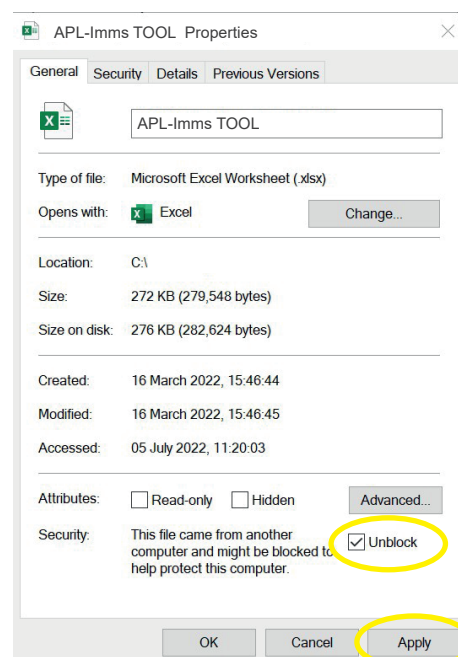 APL-Imms TOOL Properties
General Security Details Previous Versions
APL-Imms TOOL
Type of file: Microsoft Excel Worksheet (.xlsx)
Opens with: Excel Change...
Location: C:\
Size: 272 KB (279,548 bytes)
Size on disk: 276 KB (282,624 bytes)
Created: 16 March 2022, 15:46:44
Modified: 16 March 2022, 15:46:45
Accessed: 05 July 2022, 11:20:03
Attributes: Read-only Hidden Advanced...
Security: This file came from another
computer and might be blocked to Unblock
help protect this computer.
OK Cancel Apply